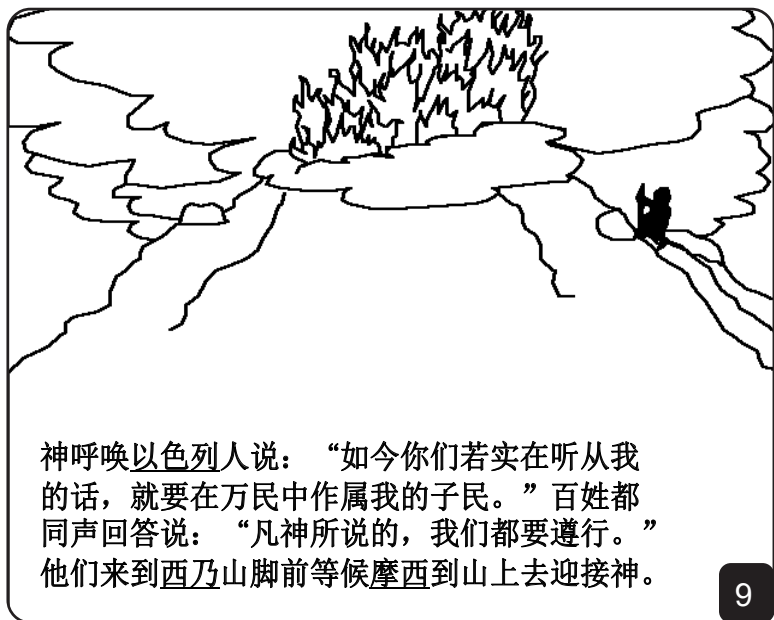 神呼唤以色列人说：“如今你们若实在听从我
的话，就要在万民中作属我的子民。”百姓都
同声回答说：“凡神所说的，我们都要遵行。”
他们来到西乃山脚前等候摩西到山上去迎接神。
9